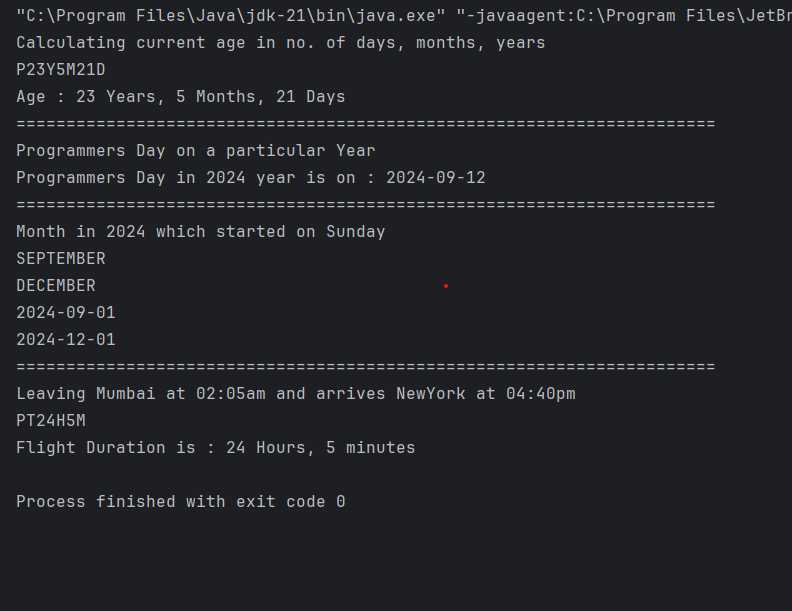 "C:\Program Files\Java\jdk-21\bin\java.exe" "-javaagent:C:\Program Files\JetBr
Calculating current age in no. of days, months, years
P23Y5M21D
Age : 23 Years, 5 Months, 21 Days
======================================================================
Programmers Day on a particular Year
Programmers Day in 2024 year is on : 2024-09-12
======================================================================
Month in 2024 which started on Sunday
SEPTEMBER
DECEMBER
2024-09-01
2024-12-01
======================================================================
Leaving Mumbai at 02:05am and arrives NewYork at 04:40pm
PT24H5M
Flight Duration is : 24 Hours, 5 minutes
Process finished with exit code 0